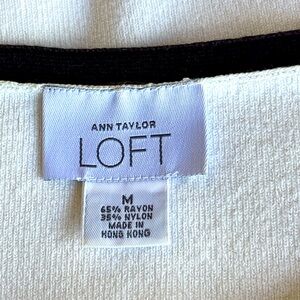 ANN TAYLOR
LOFT
M
65% RAYON
35% NYLON
MADE IN
HONG KONG